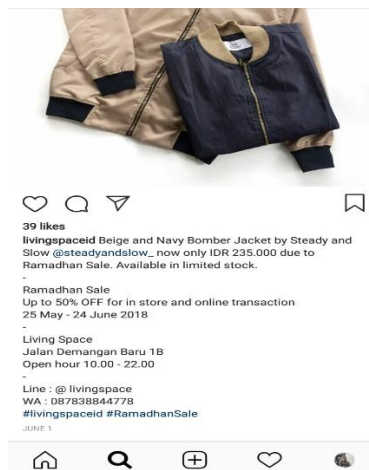 39 likes
livingspaceid Beige and Navy Bomber Jacket by Steady and
Slow @steadyandslow_ now only IDR 235.000 due to
Ramadhan Sale. Available in limited stock.
-
Ramadhan Sale
Up to 50% OFF for in store and online transaction
25 May - 24 June 2018
-
Living Space
Jalan Demangan Baru 1B
Open hour 10.00 - 22.00
-
Line : @ livingspace
WA : 087838844778
#livingspaceid #RamadhanSale
JUNE 1